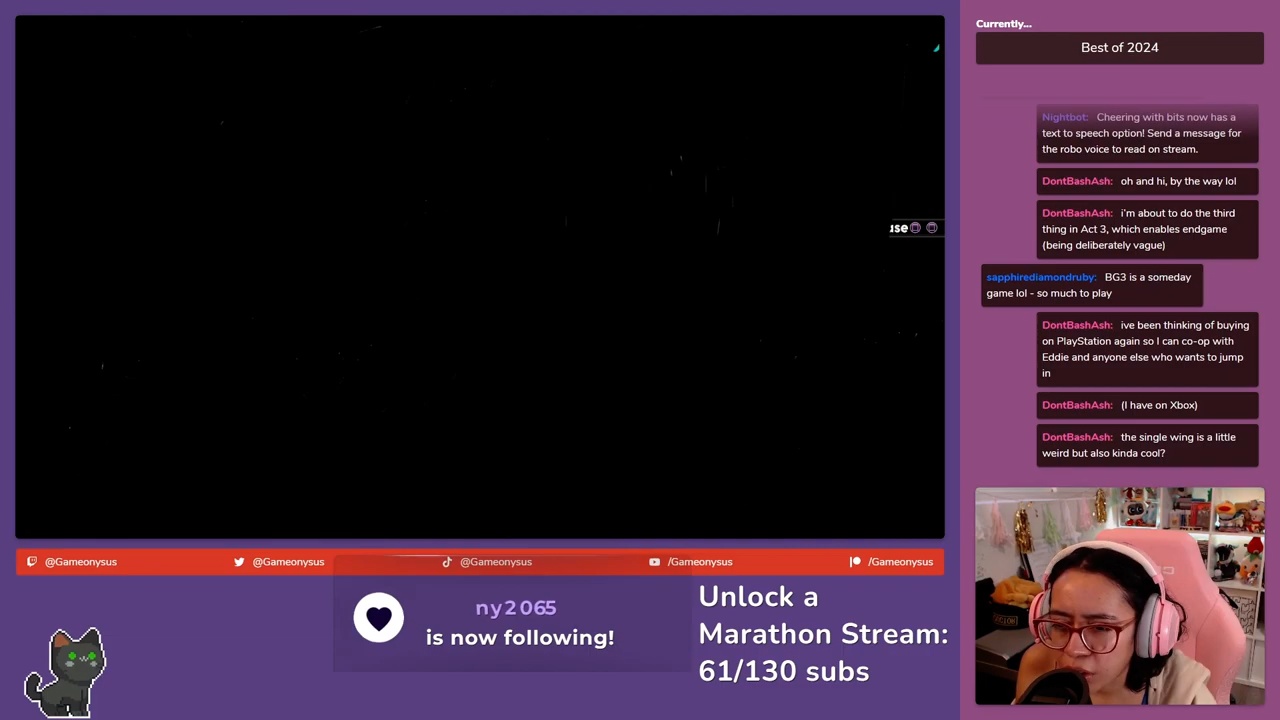 Currently...
Best of 2024
Nightbot: Cheering with bits now has a
text to speech option! Send a message for
the robo voice to read on stream.
DontBashAsh: oh and hi, by the way lol
DontBashAsh: i'm about to do the third
thing in Act 3, which enables endgame
(being deliberately vague)
use
sapphirediamondruby: BG3 is a someday
game lol - so much to play
DontBashAsh: ive been thinking of buying
on PlayStation again so I can co-op with
Eddie and anyone else who wants to jump
in
DontBashAsh: (I have on Xbox)
DontBashAsh: the single wing is a little
weird but also kinda cool?
@Gameonysus
@Gameonysus
@Gameonysus
/Gameonysus
/Gameonysus
ny2065
is now following!
Unlock a
Marathon Stream:
61/130 subs